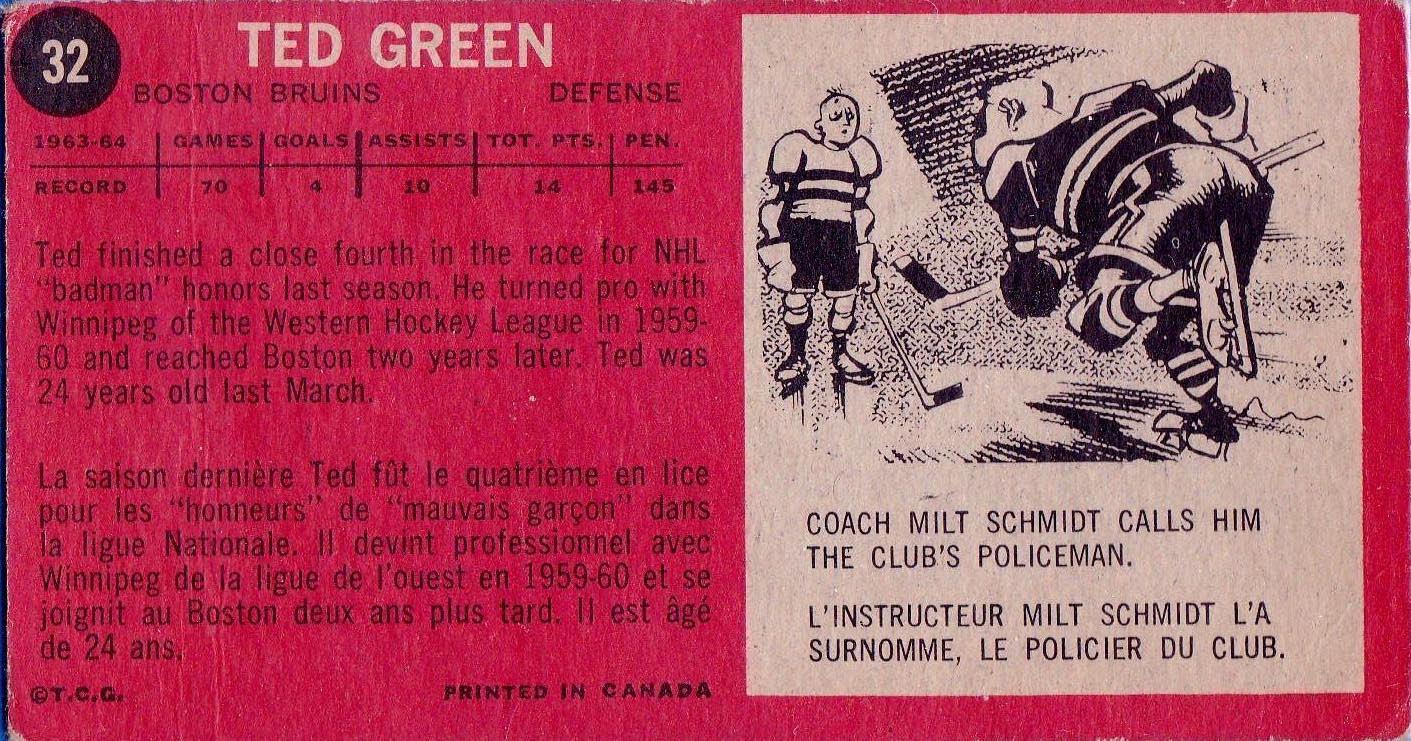 32
TED GREEN
BOSTON BRUINS DEFENSE
1963-64 GAMES GOALS ASSISTS TOT. PTS. PEN.
RECORD 70 4 10 14 145
Ted finished a close fourth in the race for NHL
"badman" honors last season. He turned pro with
Winnipeg of the Western Hockey League in 1959-
60 and reached Boston two years later. Ted was
24 years old last March.
La saison dernière Ted fût le quatrième en lice
pour les "honneurs" de "mauvais garçon" dans
la ligue Nationale. Il devint professionnel avec
Winnipeg de la ligue de l'ouest en 1959-60 et se
joignit au Boston deux ans plus tard. Il est âgé
de 24 ans.
©T.C.G. PRINTED IN CANADA
COACH MILT SCHMIDT CALLS HIM
THE CLUB'S POLICEMAN.
L'INSTRUCTEUR MILT SCHMIDT L'A
SURNOMME, LE POLICIER DU CLUB.